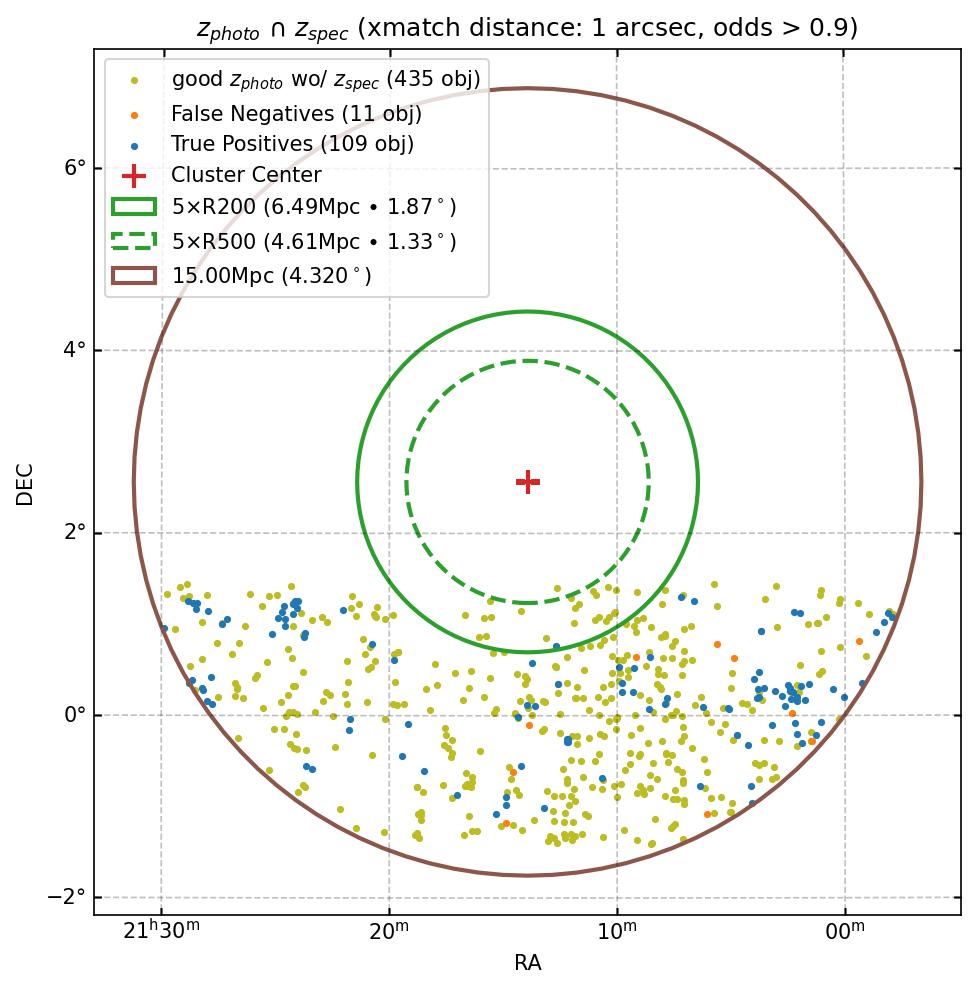 z_photo ∩ z_spec (xmatch distance: 1 arcsec, odds > 0.9)
good z_photo wo/ z_spec (435 obj)
False Negatives (11 obj)
True Positives (109 obj)
Cluster Center
5×R200 (6.49Mpc • 1.87°)
5×R500 (4.61Mpc • 1.33°)
15.00Mpc (4.320°)
6°
4°
2°
0°
−2°
DEC
21ʰ30ᵐ
20ᵐ
10ᵐ
00ᵐ
RA